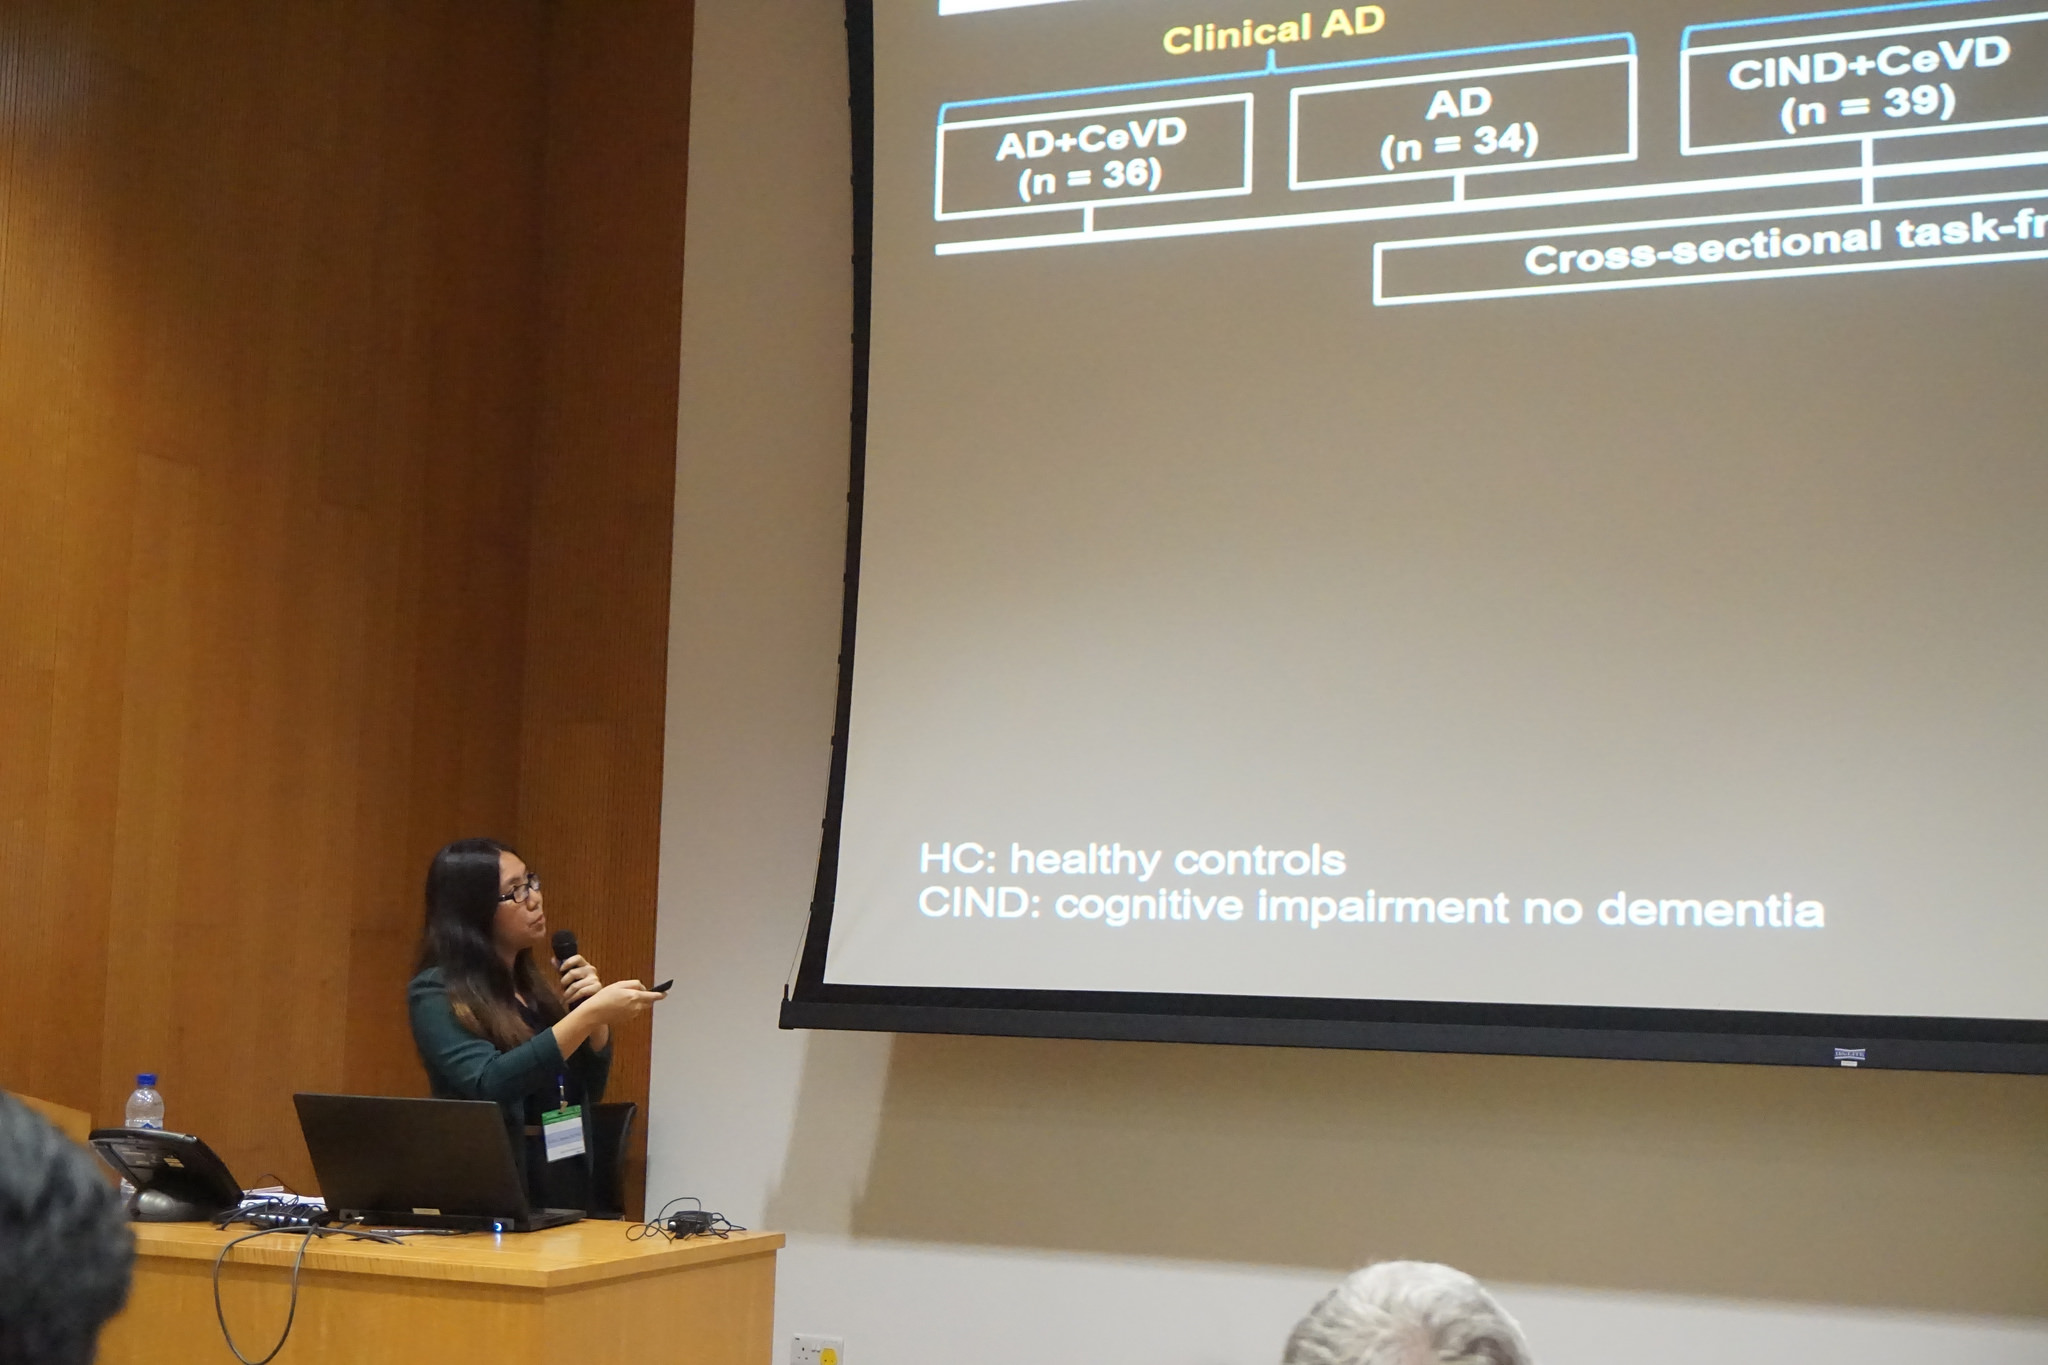 Clinical AD
AD+CeVD
(n = 36)
AD
(n = 34)
CIND+CeVD
(n = 39)
Cross-sectional task-fr
HC: healthy controls
CIND: cognitive impairment no dementia